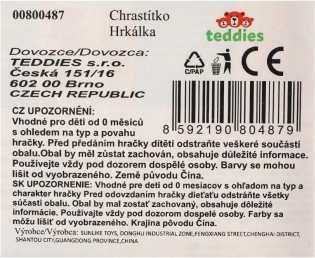 00800487
Chrastítko
Hrkálka
teddies
Dovozce/Dovozca:
TEDDIES s.r.o.
Česká 151/16
602 00 Brno
CZECH REPUBLIC
C/PAP
CE
8 592190 804879
CZ UPOZORNĚNÍ:
Vhodné pro děti od 0 měsíců
s ohledem na typ a povahu
hračky. Před předáním hračky dítěti odstraňte veškeré součásti
obalu.Obal by měl zůstat zachován, obsahuje důležité informace.
Používejte vždy pod dozorem dospělé osoby. Barvy se mohou
lišit od vyobrazeného. Země původu Čína.
SK UPOZORNENIE: Vhodné pre deti od 0 mesiacov s ohľadom na typ a
charakter hračky Pred odovzdaním hračky dieťaťu odstraňte všetky
súčasti obalu. Obal by mal zostať zachovaný, obsahuje dôležité informácie.
Používajte vždy pod dozorom dospelé osoby. Farby sa môžu
líšiť od vyobrazeného. Krajina pôvodu Čína.
Výrobce/Výrobca: SUNLIKE TOYS, DONGHU INDUSTRIAL ZONE,FENGXIANG STREET,CHENGHAI DISTRICT,
SHANTOU CITY,GUANGDONG PROVINCE,CHINA